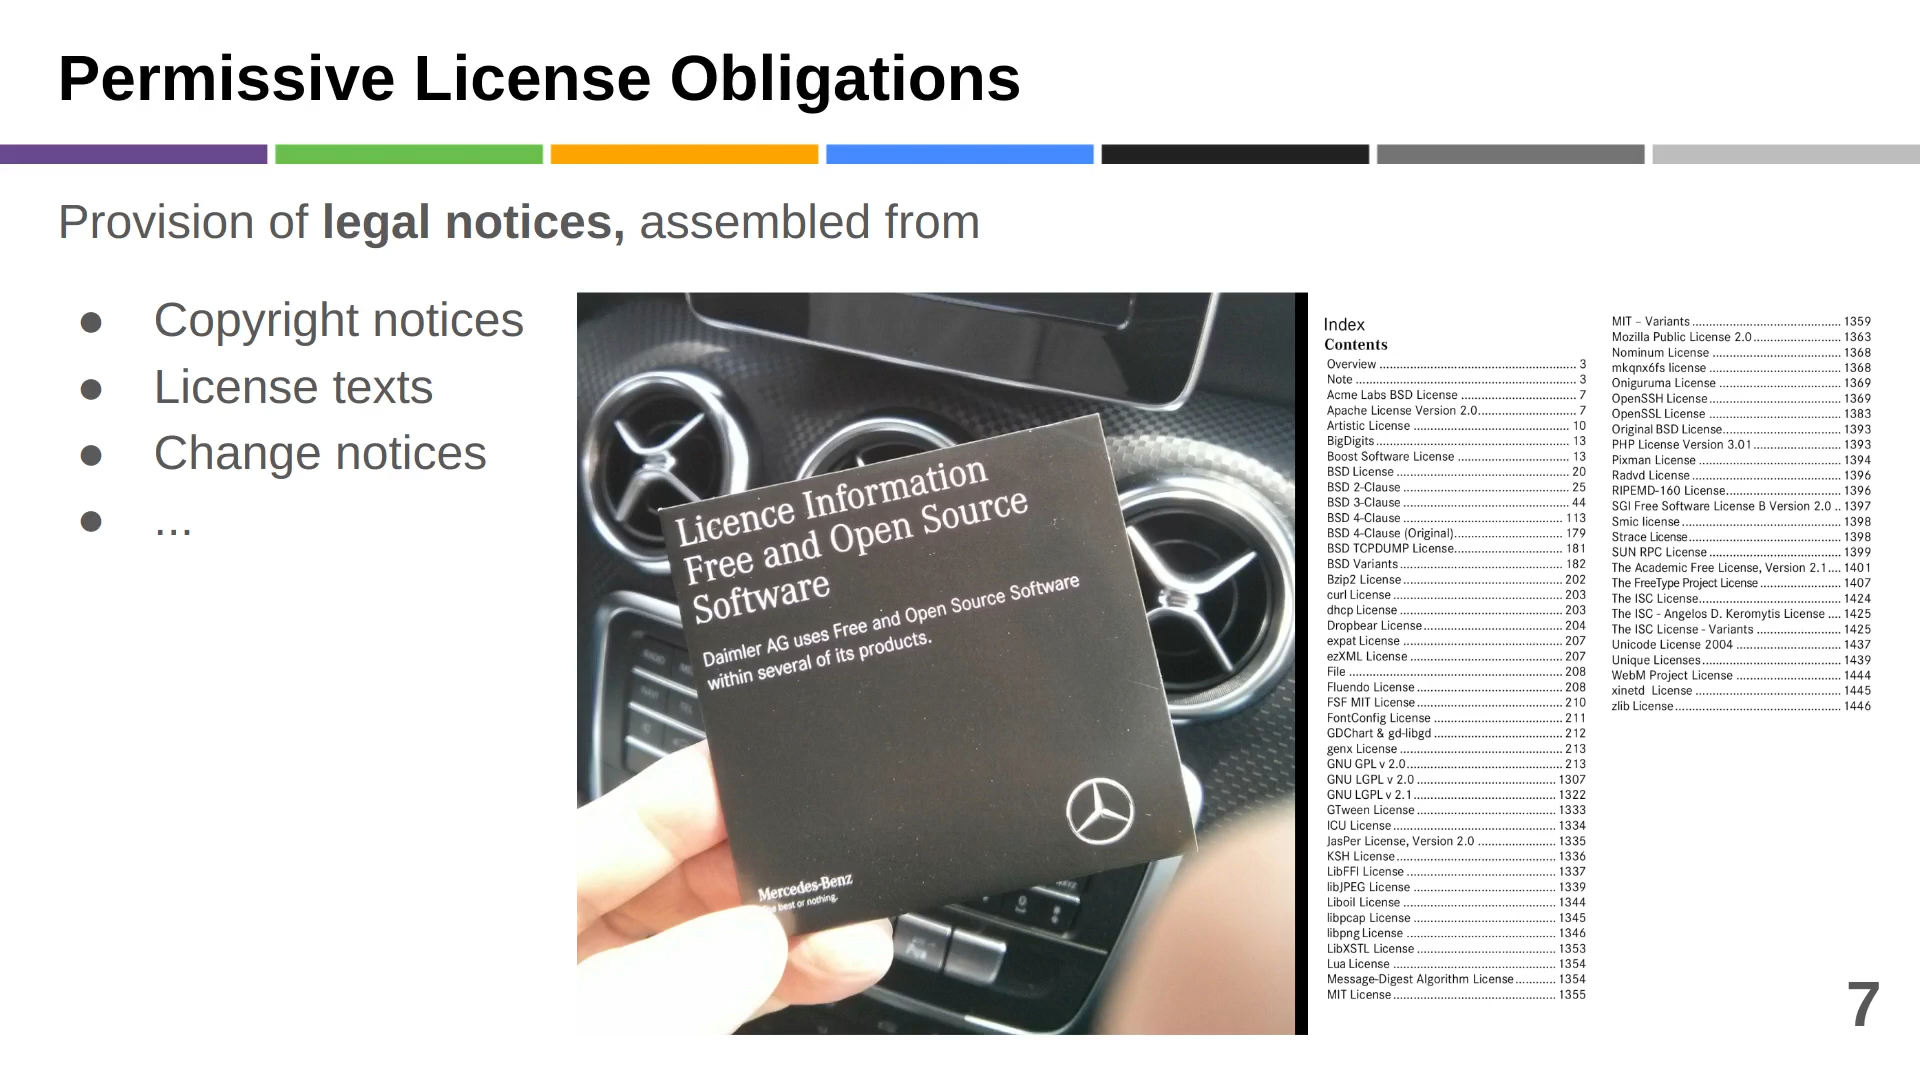 Permissive License Obligations
Provision of legal notices, assembled from
● Copyright notices
● License texts
● Change notices
● ...
Licence Information
Free and Open Source
Software
Daimler AG uses Free and Open Source Software
within several of its products.
Mercedes-Benz
best or nothing.
Index
Contents
Overview ........ 3
Note ........ 3
Acme Labs BSD License ........ 7
Apache License Version 2.0 ........ 7
Artistic License ........ 10
BigDigits ........ 13
Boost Software License ........ 13
BSD License ........ 20
BSD 2-Clause ........ 25
BSD 3-Clause ........ 44
BSD 4-Clause ........ 113
BSD 4-Clause (Original) ........ 179
BSD TCPDUMP License ........ 181
BSD Variants ........ 182
Bzip2 License ........ 202
curl License ........ 203
dhcp License ........ 203
Dropbear License ........ 204
expat License ........ 207
ezXML License ........ 207
File ........ 208
Fluendo License ........ 208
FSF MIT License ........ 210
FontConfig License ........ 211
GDChart & gd-libgd ........ 212
genx License ........ 213
GNU GPL v 2.0 ........ 213
GNU LGPL v 2.0 ........ 1307
GNU LGPL v 2.1 ........ 1322
GTween License ........ 1333
ICU License ........ 1334
JasPer License, Version 2.0 ........ 1335
KSH License ........ 1336
LibFFI License ........ 1337
libJPEG License ........ 1339
Liboil License ........ 1344
libpcap License ........ 1345
libpng License ........ 1346
LibXSTL License ........ 1353
Lua License ........ 1354
Message-Digest Algorithm License ........ 1354
MIT License ........ 1355
MIT – Variants ........ 1359
Mozilla Public License 2.0 ........ 1363
Nominum License ........ 1368
mkqnx6fs license ........ 1368
Oniguruma License ........ 1369
OpenSSH License ........ 1369
OpenSSL License ........ 1383
Original BSD License ........ 1393
PHP License Version 3.01 ........ 1393
Pixman License ........ 1394
Radvd License ........ 1396
RIPEMD-160 License ........ 1396
SGI Free Software License B Version 2.0 .. 1397
Smic license ........ 1398
Strace License ........ 1398
SUN RPC License ........ 1399
The Academic Free License, Version 2.1 .... 1401
The FreeType Project License ........ 1407
The ISC License ........ 1424
The ISC - Angelos D. Keromytis License .... 1425
The ISC License - Variants ........ 1425
Unicode License 2004 ........ 1437
Unique Licenses ........ 1439
WebM Project License ........ 1444
xinetd License ........ 1445
zlib License ........ 1446
7